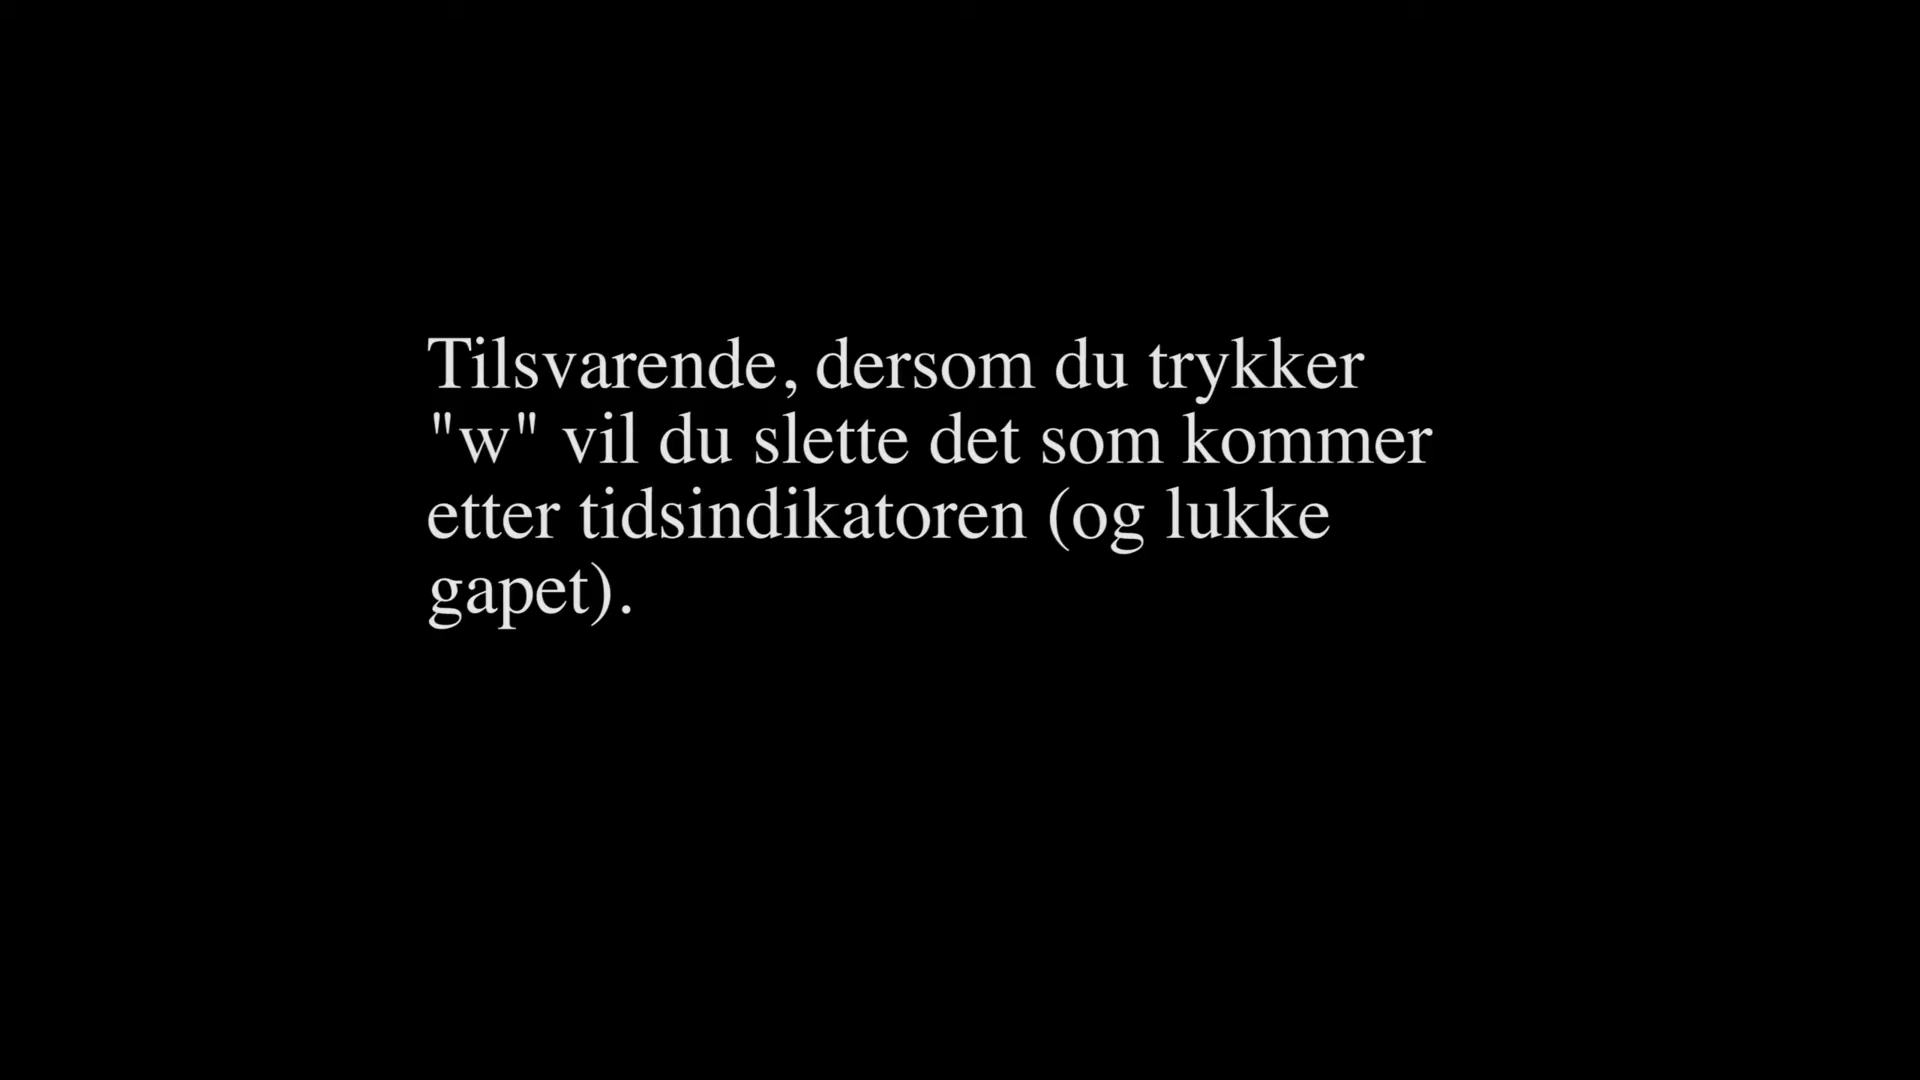 Tilsvarende, dersom du trykker
"w" vil du slette det som kommer
etter tidsindikatoren (og lukke
gapet).